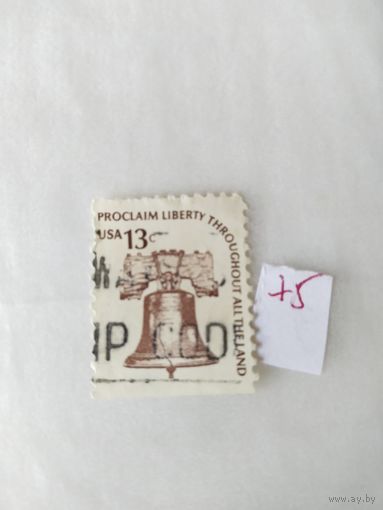 PROCLAIM LIBERTY THROUGHOUT ALL THE LAND
USA 13c
75
www.ay.by